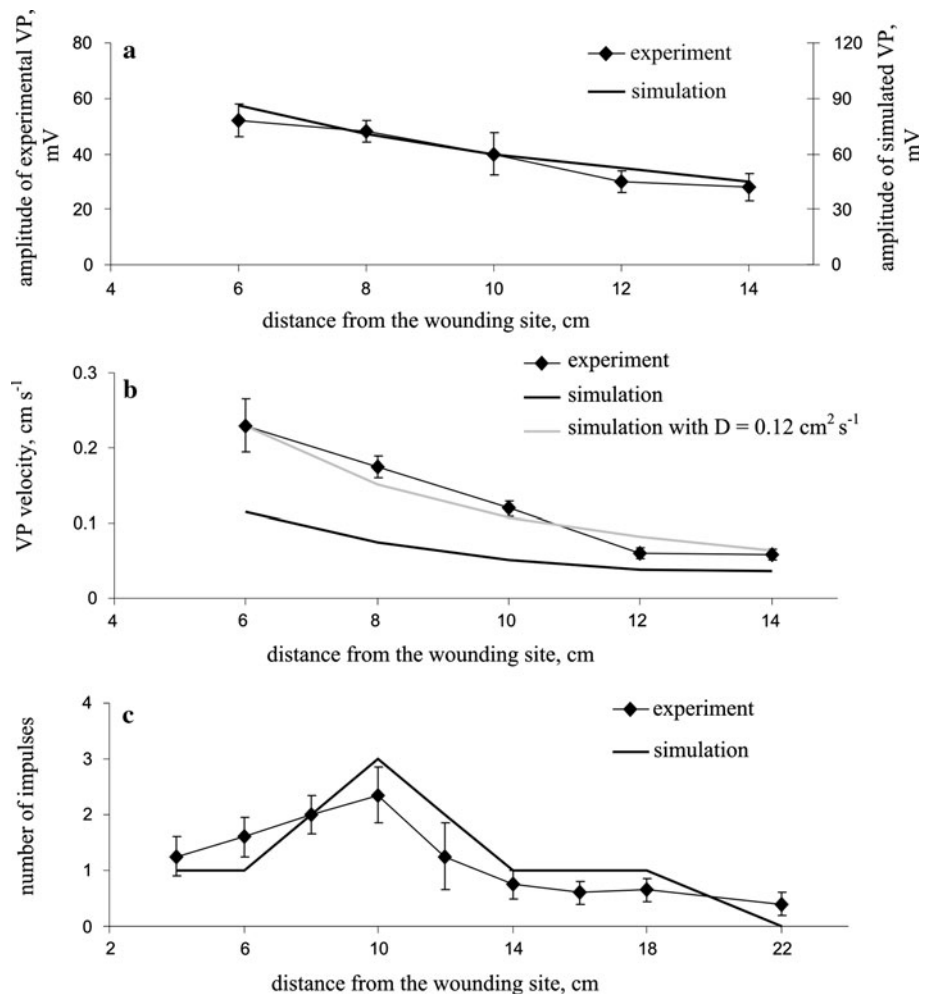 a
experiment
simulation
amplitude of experimental VP,
mV
80
60
40
20
0
120
90
60
30
0
amplitude of simulated VP,
mV
4 6 8 10 12 14
distance from the wounding site, cm
b
experiment
simulation
simulation with D = 0.12 cm² s⁻¹
VP velocity, cm s⁻¹
0.3
0.2
0.1
0
4 6 8 10 12 14
distance from the wounding site, cm
c
experiment
simulation
number of impulses
4
3
2
1
0
2 6 10 14 18 22
distance from the wounding site, cm